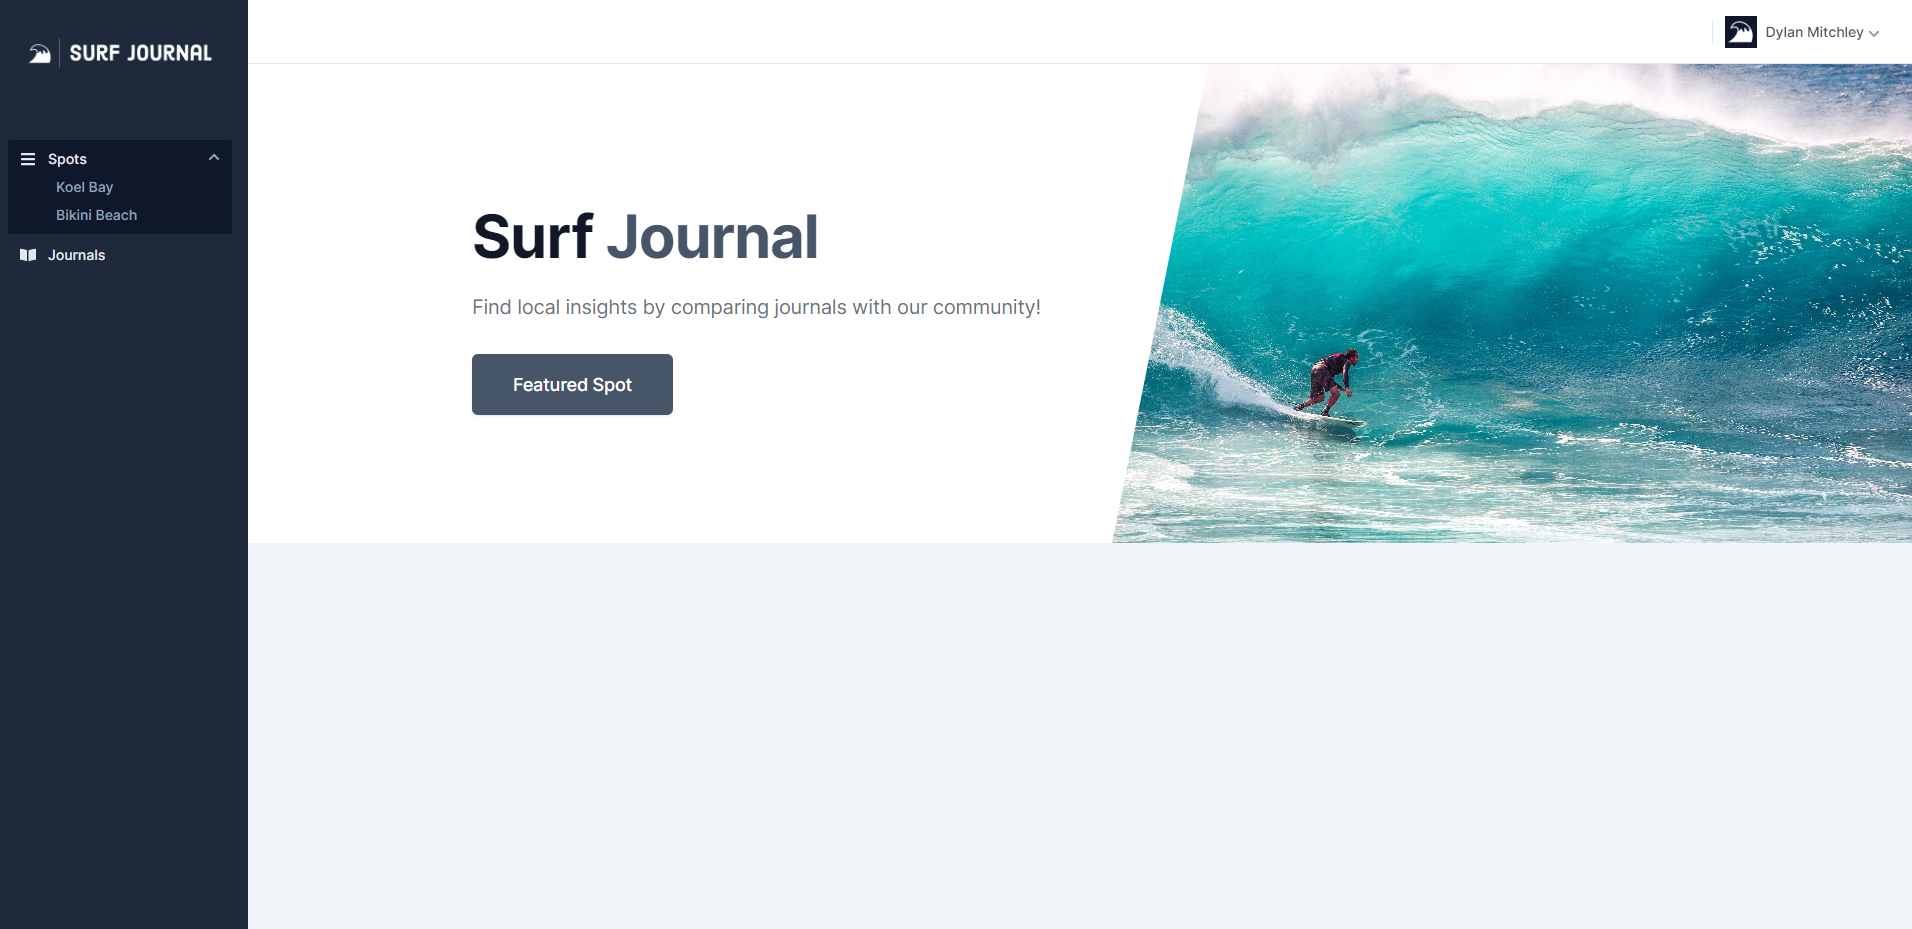 SURF JOURNAL
Dylan Mitchley
Spots
Koel Bay
Bikini Beach
Journals
Surf Journal
Find local insights by comparing journals with our community!
Featured Spot